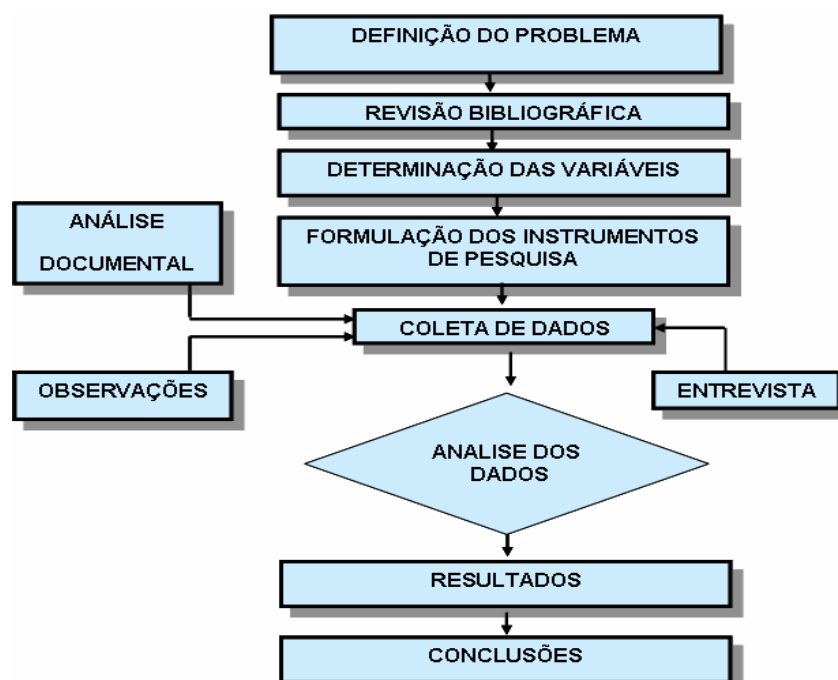 DEFINIÇÃO DO PROBLEMA
REVISÃO BIBLIOGRÁFICA
DETERMINAÇÃO DAS VARIÁVEIS
FORMULAÇÃO DOS INSTRUMENTOS
DE PESQUISA
ANÁLISE
DOCUMENTAL
COLETA DE DADOS
OBSERVAÇÕES
ENTREVISTA
ANALISE DOS
DADOS
RESULTADOS
CONCLUSÕES